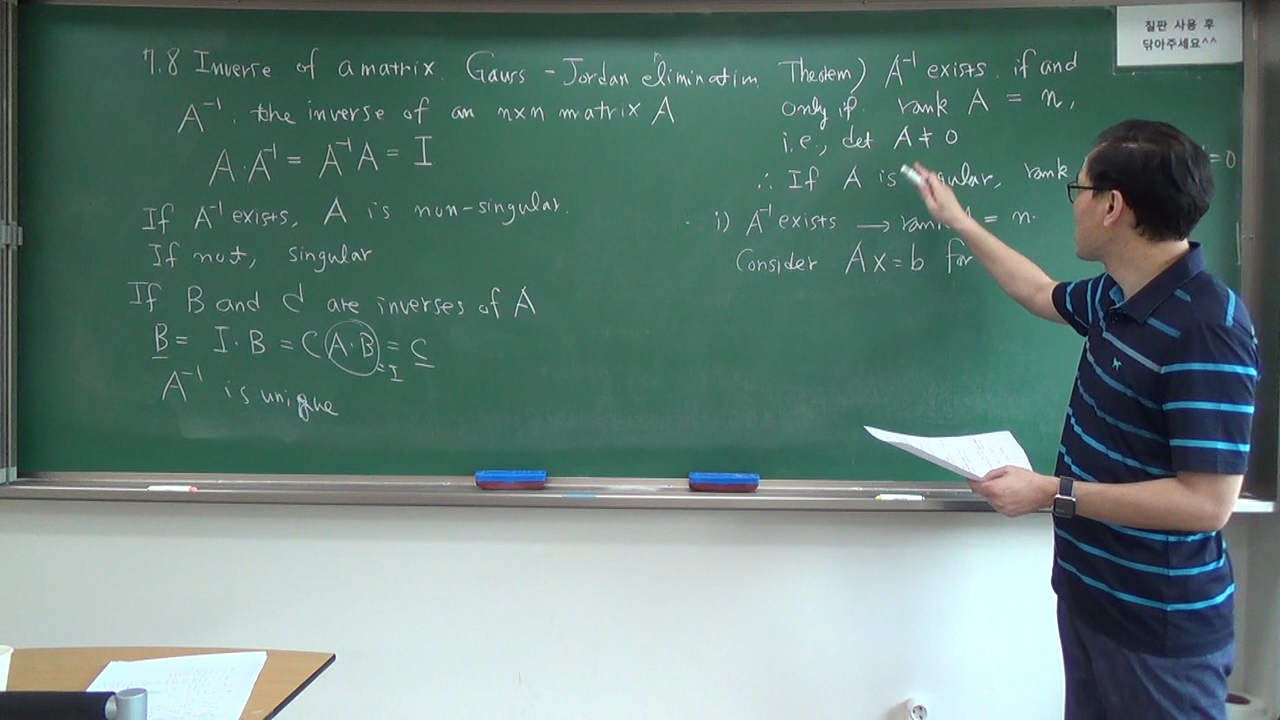 7.8 Inverse of a matrix. Gauss - Jordan elimination
A⁻¹. the inverse of an n×n matrix A
A·A⁻¹ = A⁻¹A = I
If A⁻¹ exists, A is non-singular.
If not, singular
If B and C are inverses of A
B = I·B = C(A·B) = C
= I
A⁻¹ is unique
Theorem) A⁻¹ exists. if and
only if. rank A = n,
i.e., det A ≠ 0
∴ If A is singular, rank = 0
i) A⁻¹ exists → rank A = n.
Consider Ax = b for
칠판 사용 후
닦아주세요^^